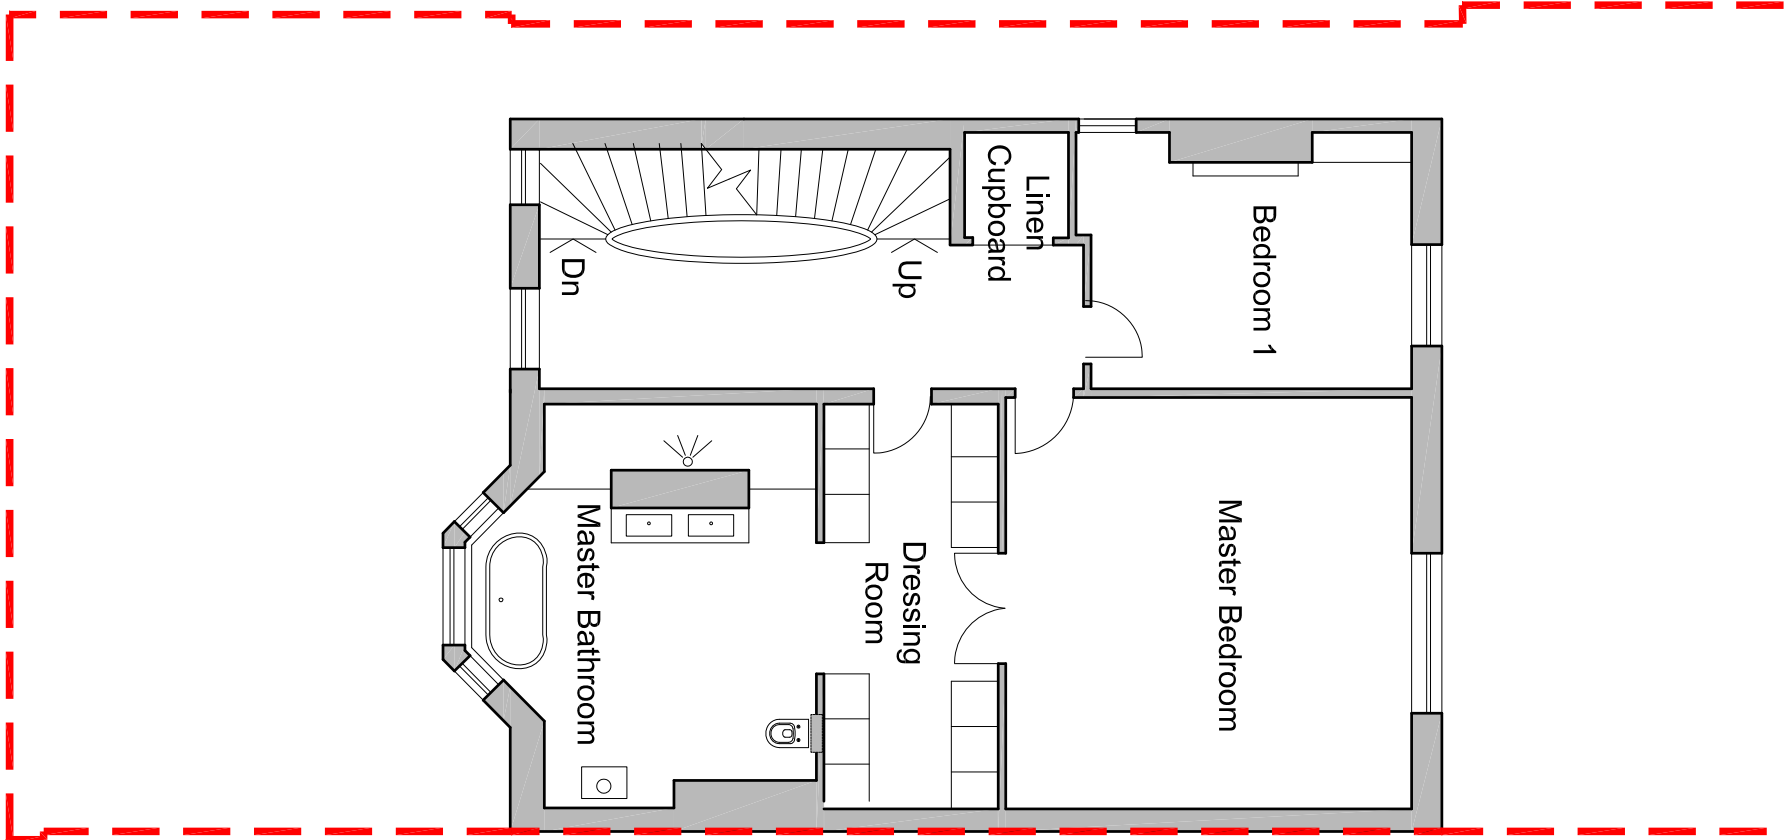 Linen
Cupboard
Bedroom 1
Dn
Up
Master Bathroom
Dressing
Room
Master Bedroom